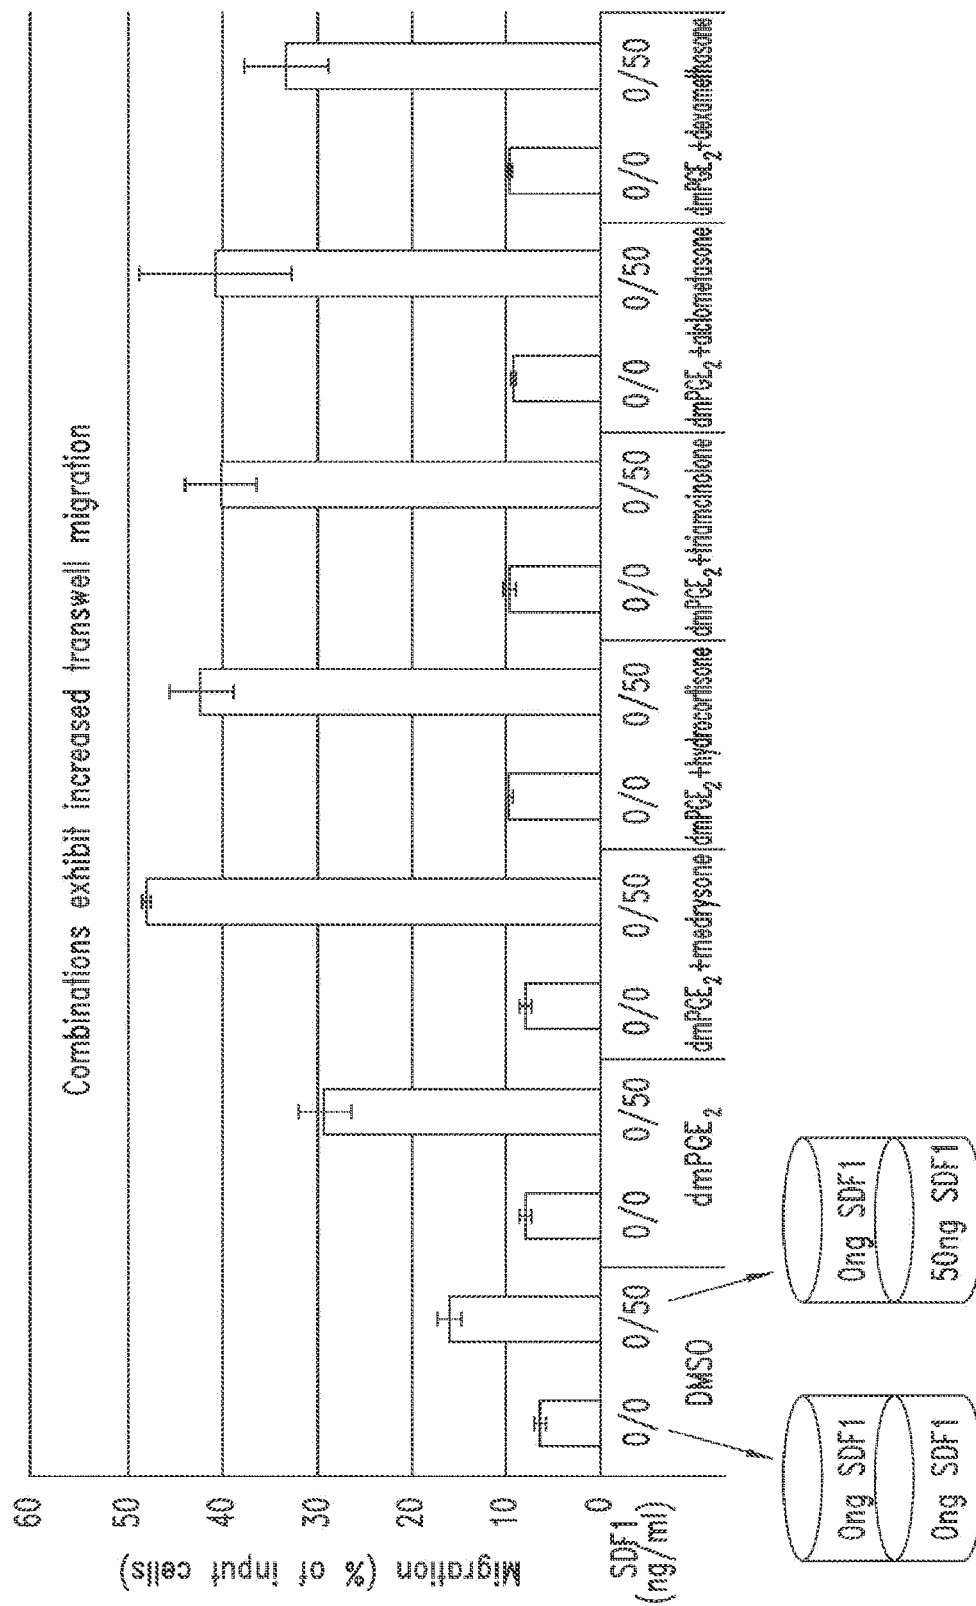 Combinations exhibit increased transwell migration
Migration (% of input cells)
60
50
40
30
20
10
0
SDF1
(ng/ml)
0/0 0/50 0/0 0/50 0/0 0/50 0/0 0/50 0/0 0/50 0/0 0/50 0/0 0/50
DMSO dmPGE₂ dmPGE₂+medrysone dmPGE₂+hydrocortisone dmPGE₂+triamcinolone dmPGE₂+alclometasone dmPGE₂+dexamethasone
0ng SDF1 0ng SDF1
0ng SDF1 50ng SDF1